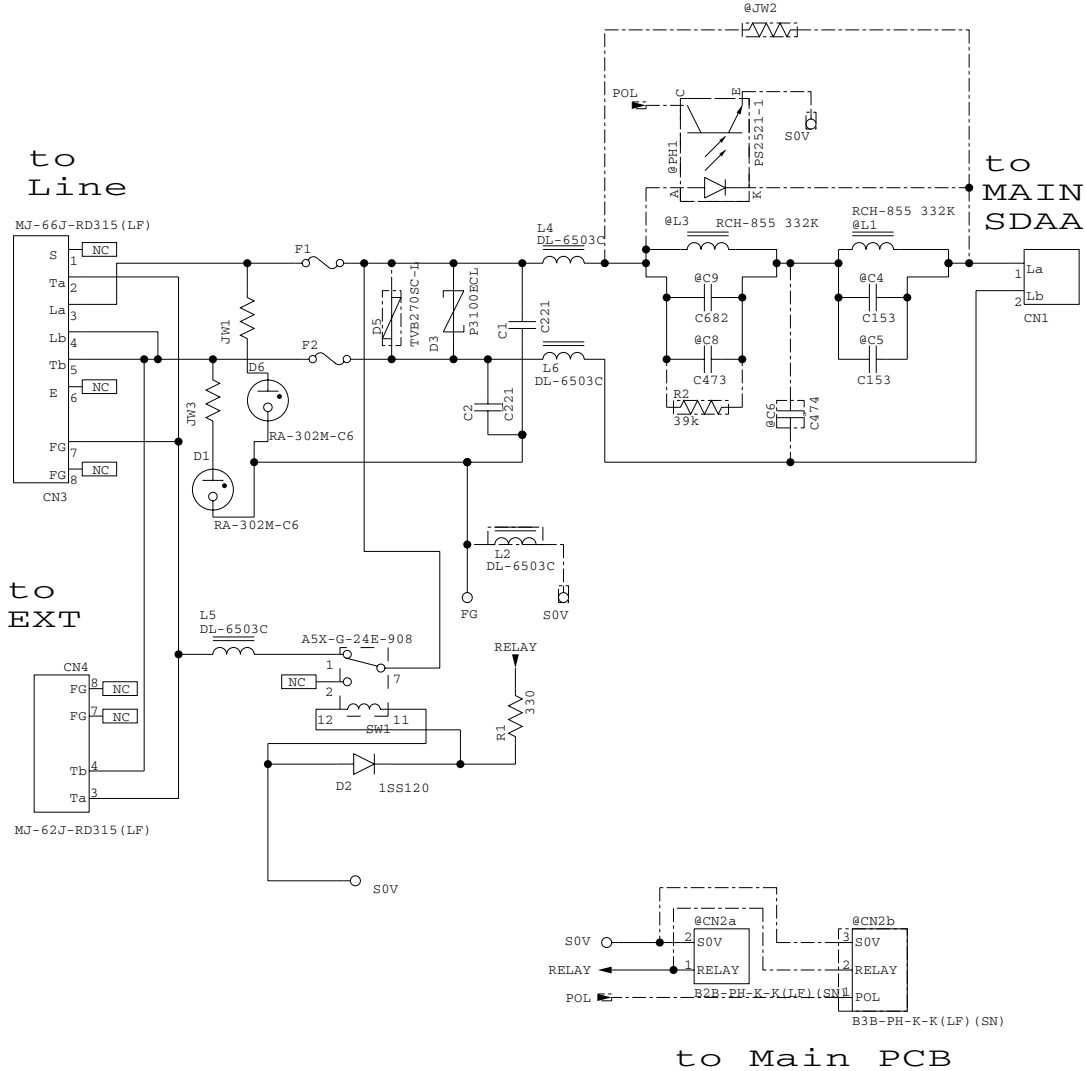 @JW2
POL
C
E
S0V
@PH1
PS2521-1
A
K
to
Line
to
MAIN
SDAA
MJ-66J-RD315(LF)
S
1
NC
Ta
2
La
3
Lb
4
Tb
5
E
6
NC
FG
7
FG
8
NC
CN3
F1
F2
JW1
JW3
D6
RA-302M-C6
D1
RA-302M-C6
D5
TVB270SC-L
D3
P3100ECL
C1
C221
C2
C221
L4
DL-6503C
L6
DL-6503C
@L3
RCH-855 332K
@C9
C682
@C8
C473
R2
39k
RCH-855 332K
@L1
@C4
C153
@C5
C153
@C6
C474
La
1
Lb
2
CN1
L2
DL-6503C
FG
S0V
to
EXT
L5
DL-6503C
A5X-G-24E-908
1
7
NC
2
12
11
SW1
RELAY
330
R1
D2
1SS120
S0V
CN4
FG
8
NC
FG
7
NC
Tb
4
Ta
3
MJ-62J-RD315(LF)
@CN2a
@CN2b
S0V
2
S0V
3
S0V
RELAY
1
RELAY
2
RELAY
POL
1
POL
B2B-PH-K-K(LF)(SN)
B3B-PH-K-K(LF)(SN)
to Main PCB